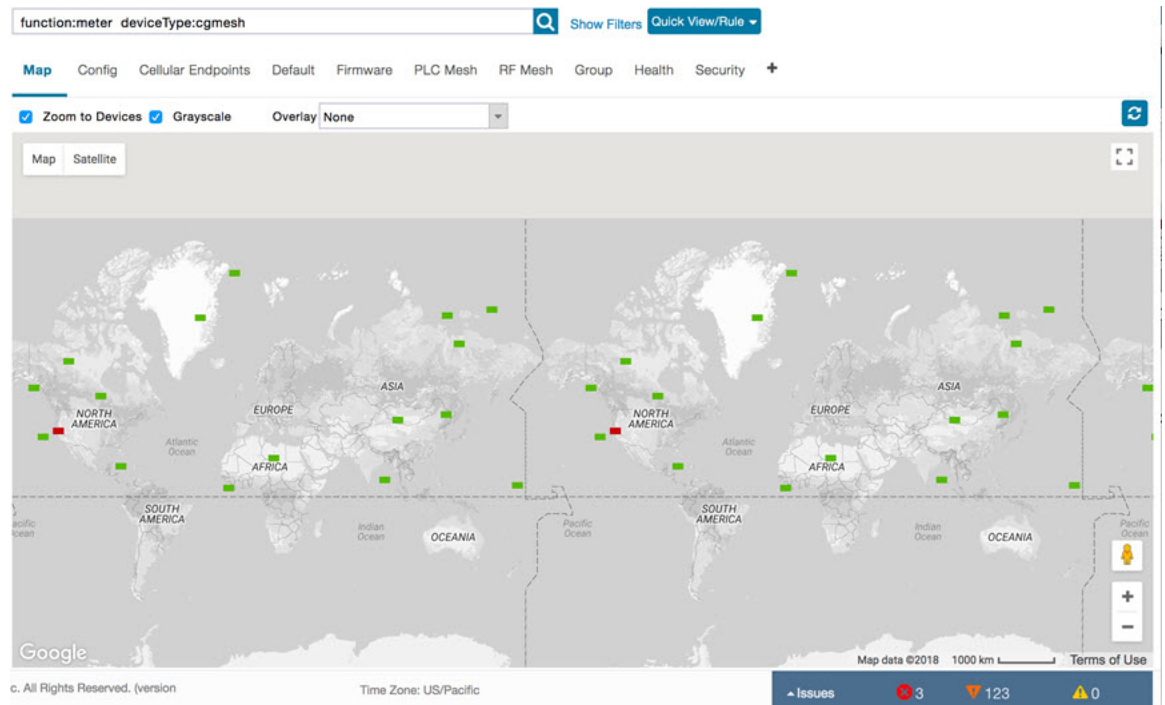 function:meter deviceType:cgmesh
Show Filters
Quick View/Rule
Map Config Cellular Endpoints Default Firmware PLC Mesh RF Mesh Group Health Security +
Zoom to Devices Grayscale Overlay None
Map Satellite
ASIA ASIA
NORTH AMERICA EUROPE NORTH AMERICA EUROPE
Atlantic Ocean Atlantic Ocean
AFRICA AFRICA
SOUTH AMERICA SOUTH AMERICA
acific cean Indian Ocean OCEANIA Pacific Ocean Indian Ocean OCEANIA Pacific Ocean
+
−
Google
Map data ©2018 1000 km Terms of Use
c. All Rights Reserved. (version Time Zone: US/Pacific Issues 3 123 0